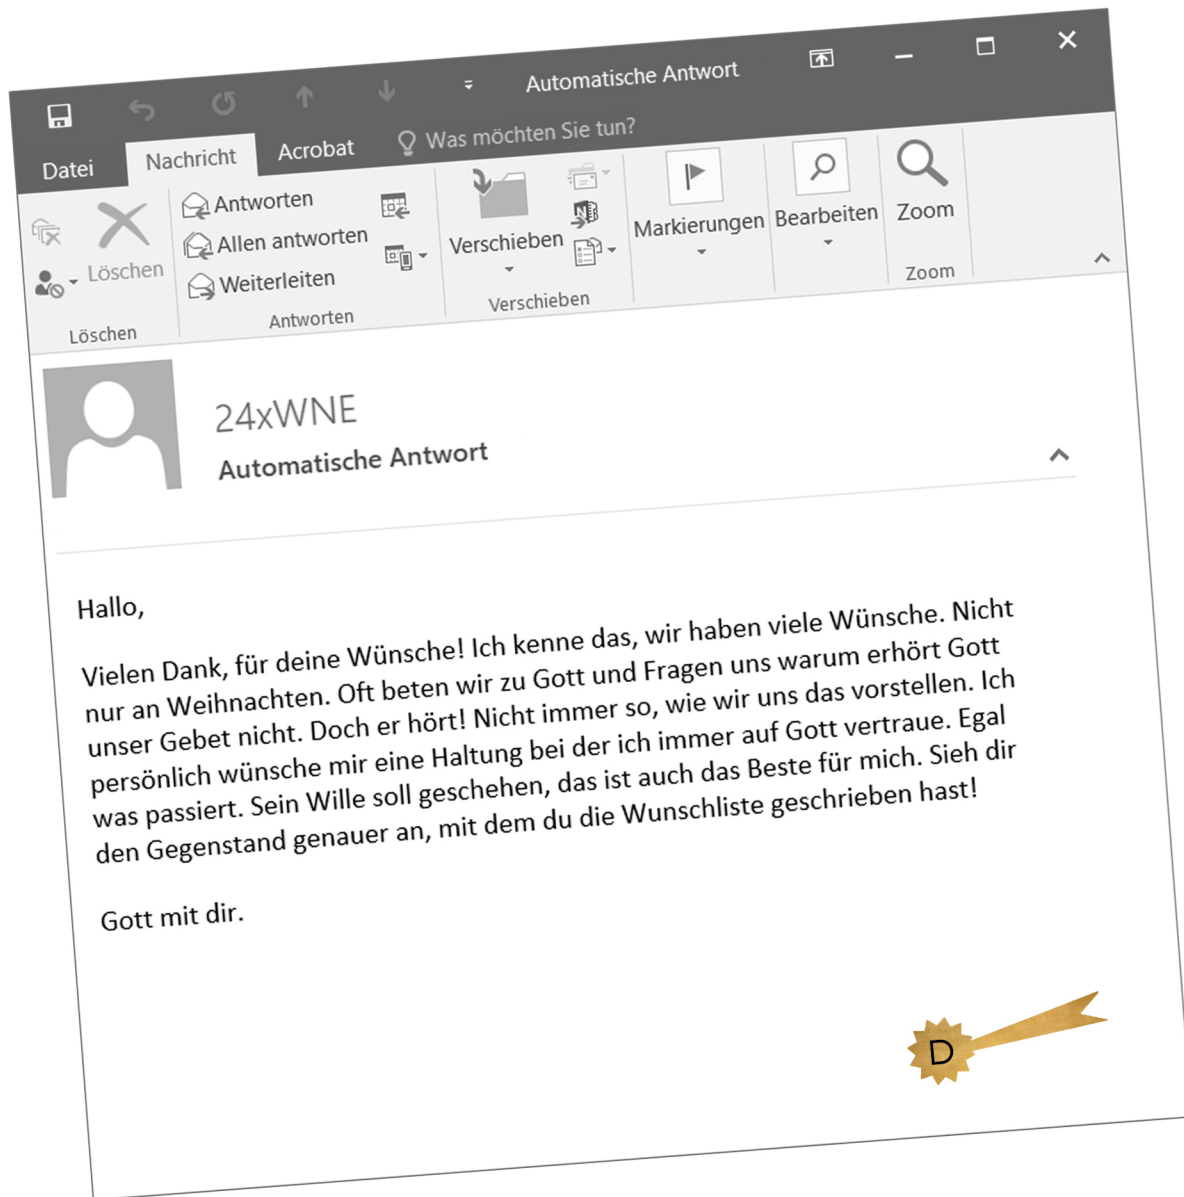 Automatische Antwort
Datei Nachricht Acrobat Was möchten Sie tun?
Löschen
Antworten
Allen antworten
Weiterleiten
Verschieben
Markierungen
Bearbeiten
Zoom
Löschen
Antworten
Verschieben
Zoom
24xWNE
Automatische Antwort
Hallo,
Vielen Dank, für deine Wünsche! Ich kenne das, wir haben viele Wünsche. Nicht
nur an Weihnachten. Oft beten wir zu Gott und Fragen uns warum erhört Gott
unser Gebet nicht. Doch er hört! Nicht immer so, wie wir uns das vorstellen. Ich
persönlich wünsche mir eine Haltung bei der ich immer auf Gott vertraue. Egal
was passiert. Sein Wille soll geschehen, das ist auch das Beste für mich. Sieh dir
den Gegenstand genauer an, mit dem du die Wunschliste geschrieben hast!
Gott mit dir.
D